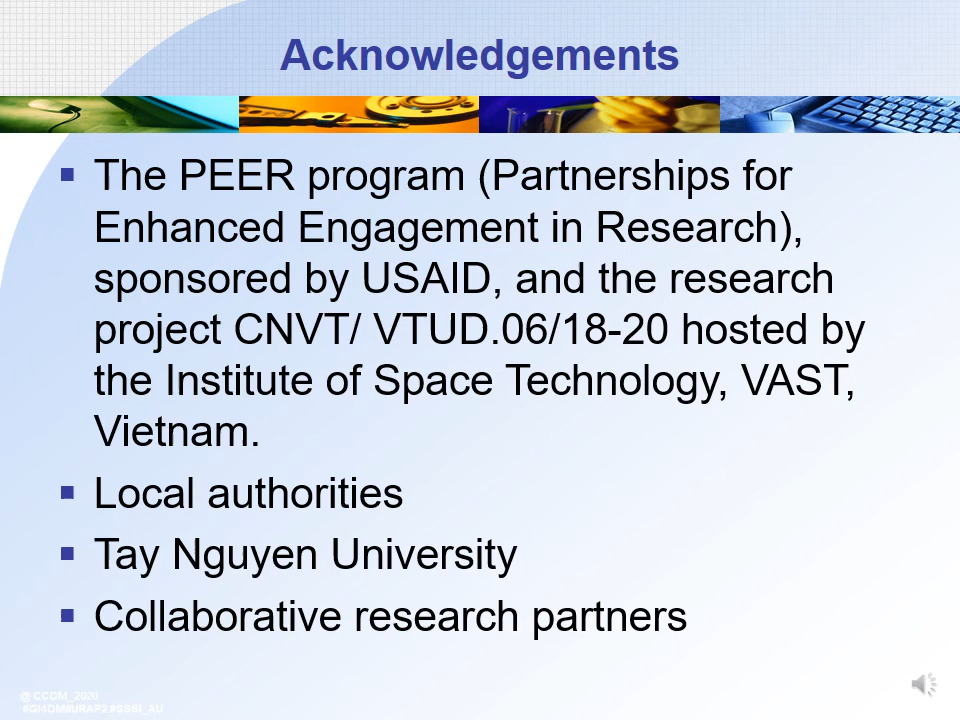 Acknowledgements
The PEER program (Partnerships for
Enhanced Engagement in Research),
sponsored by USAID, and the research
project CNVT/ VTUD.06/18-20 hosted by
the Institute of Space Technology, VAST,
Vietnam.
Local authorities
Tay Nguyen University
Collaborative research partners
@ CCDM_2020